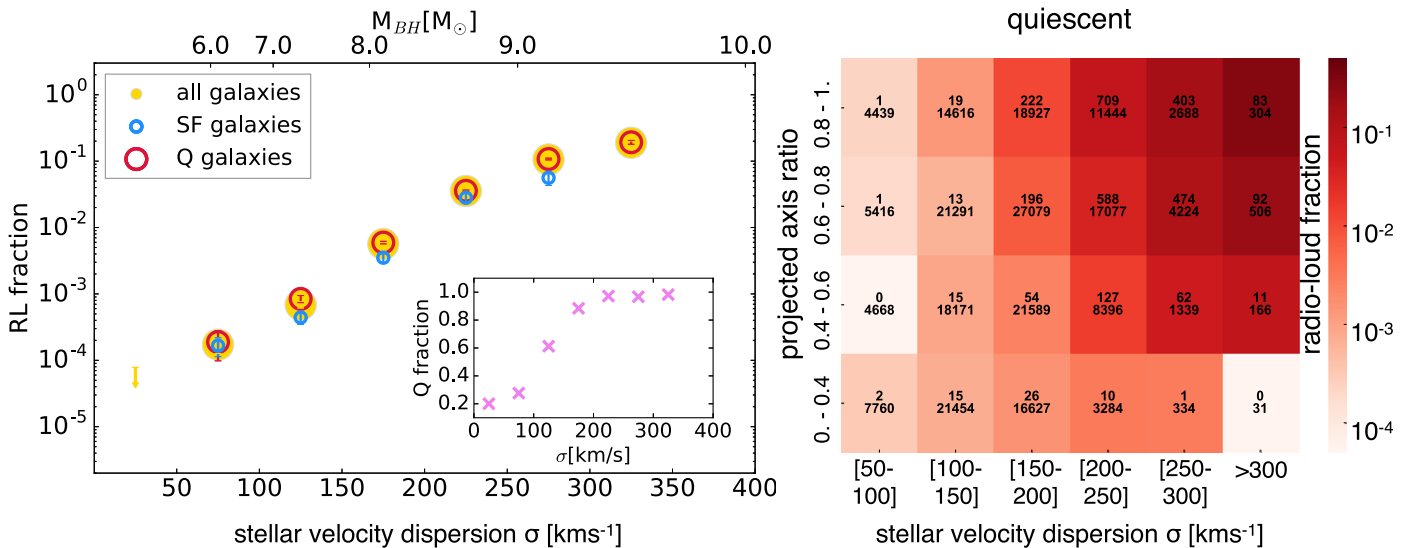 M_{BH}[M_⊙]
6.0 7.0 8.0 9.0 10.0
all galaxies
SF galaxies
Q galaxies
RL fraction
10^0
10^{-1}
10^{-2}
10^{-3}
10^{-4}
10^{-5}
Q fraction
1.0
0.8
0.6
0.4
0.2
0 100 200 300 400
σ[km/s]
50 100 150 200 250 300 350 400
stellar velocity dispersion σ [kms⁻¹]
quiescent
projected axis ratio
0.8 - 1.
0.6 - 0.8
0.4 - 0.6
0. - 0.4
1 19 222 709 403 83
4439 14616 18927 11444 2688 304
1 13 196 588 474 92
5416 21291 27079 17077 4224 506
0 15 54 127 62 11
4668 18171 21589 8396 1339 166
2 15 26 10 1 0
7760 21454 16627 3284 334 31
[50- [100- [150- [200- [250- >300
100] 150] 200] 250] 300]
stellar velocity dispersion σ [kms⁻¹]
radio-loud fraction
10^{-1}
10^{-2}
10^{-3}
10^{-4}